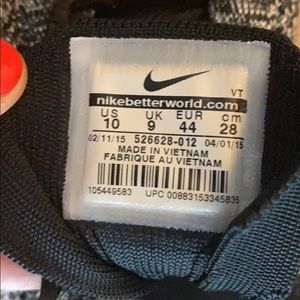 VT
nikebetterworld.com
US UK EUR cm
10 9 44 28
02/11/15 526628-012 04/01/15
MADE IN VIETNAM
FABRIQUE AU VIETNAM
105449583 UPC 00883153345835